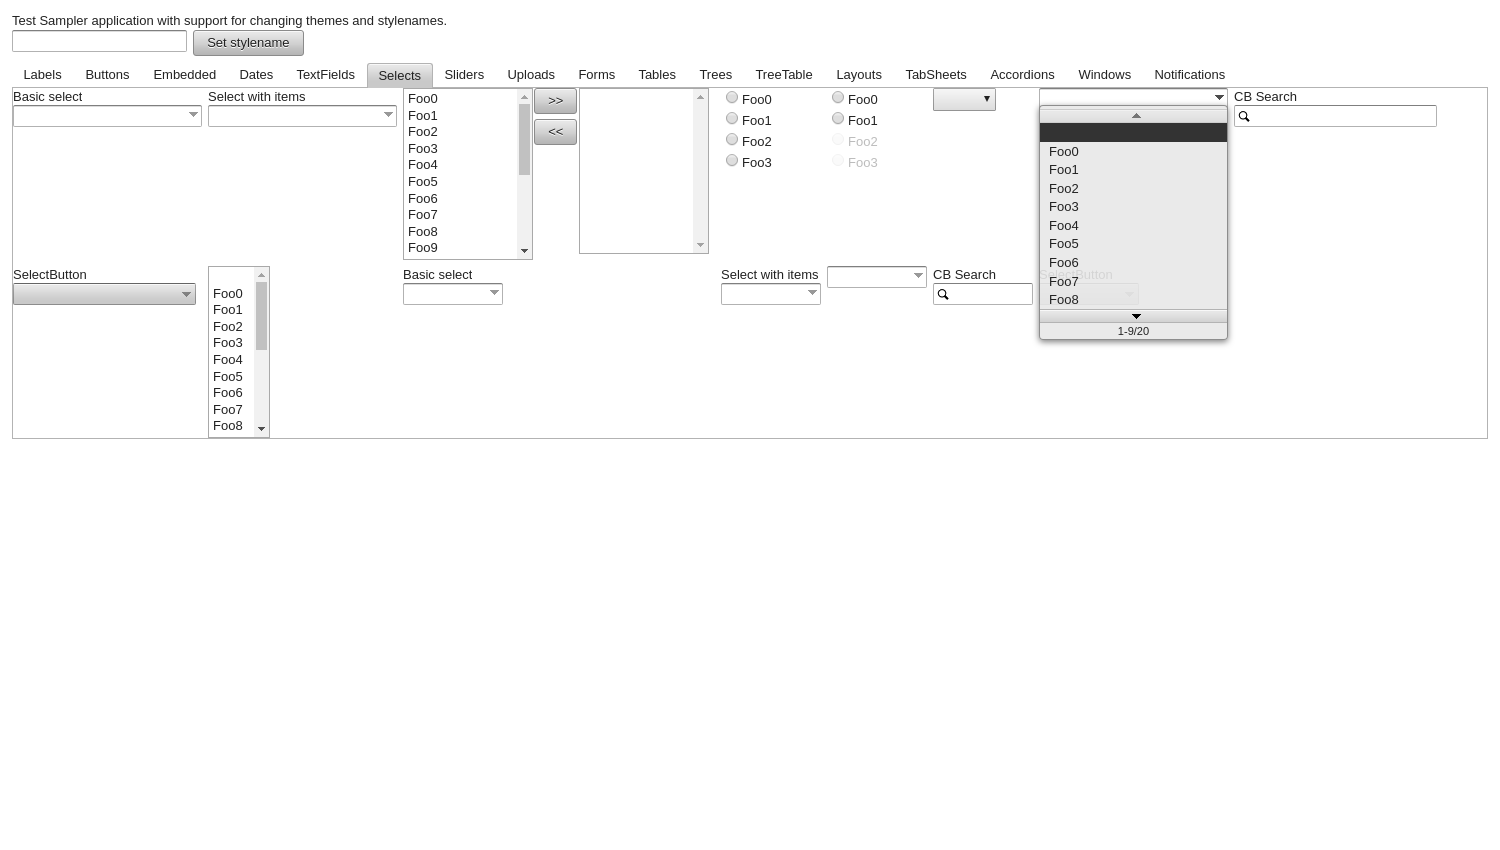 Test Sampler application with support for changing themes and stylenames.
Set stylename
Labels Buttons Embedded Dates TextFields Selects Sliders Uploads Forms Tables Trees TreeTable Layouts TabSheets Accordions Windows Notifications
Basic select
Select with items
Foo0
Foo1
Foo2
Foo3
Foo4
Foo5
Foo6
Foo7
Foo8
Foo9
>>
<<
Foo0
Foo1
Foo2
Foo3
Foo0
Foo1
Foo2
Foo3
Foo0
Foo1
Foo2
Foo3
Foo4
Foo5
Foo6
Foo7
Foo8
1-9/20
CB Search
SelectButton
Foo0
Foo1
Foo2
Foo3
Foo4
Foo5
Foo6
Foo7
Foo8
Basic select
Select with items
CB Search
SelectButton